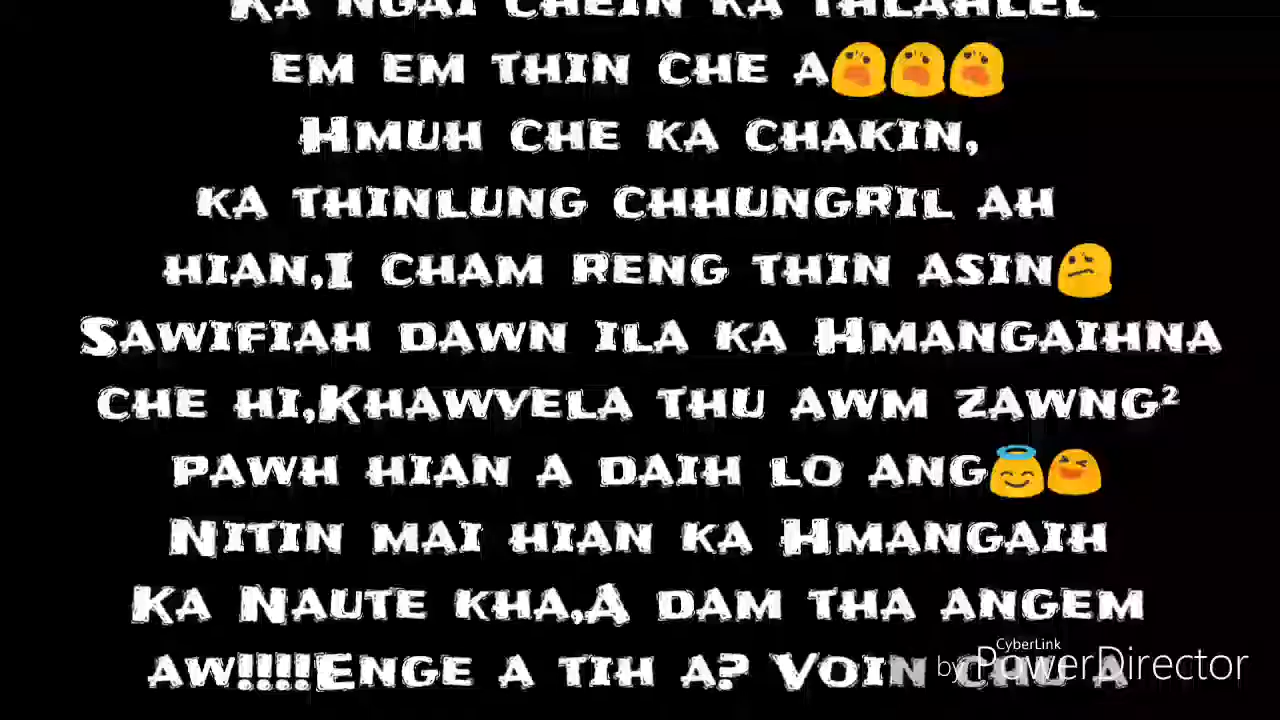 Ka ngai chein ka thlahlel
em em thin che a😲😲😲
Hmuh che ka chakin,
ka thinlung chhungril ah
hian,I cham reng thin asin😕
Sawifiah dawn ila ka Hmangaihna
che hi,Khawvela thu awm zawng²
pawh hian a daih lo ang😇😆
Nitin mai hian ka Hmangaih
Ka Naute kha,A dam tha angem
aw!!!!Enge a tih a? Voin chu a
CyberLink
by PowerDirector